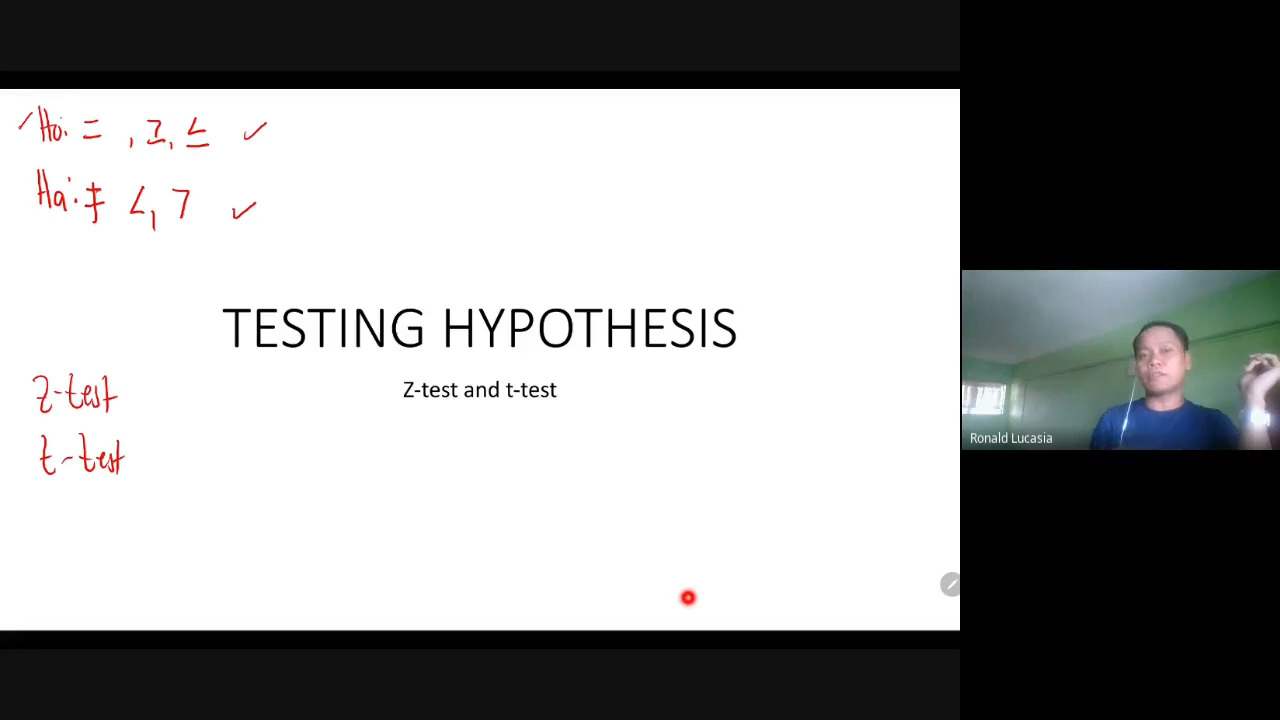 Ho: = , ≥, ≤ ✓
Ha: ≠ <, > ✓
TESTING HYPOTHESIS
Z-test and t-test
z-test
t-test
Ronald Lucasia